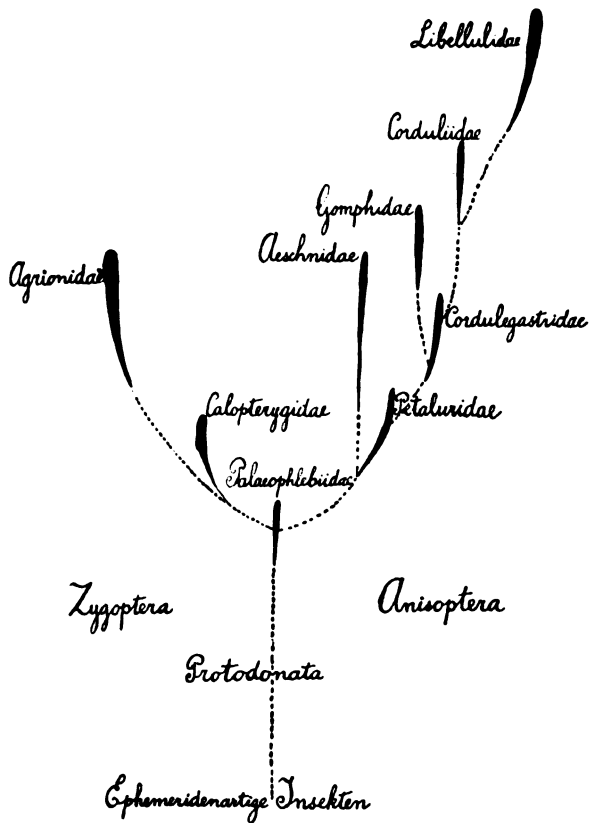 Libellulidae
Corduliidae
Gomphidae
Aeschnidae
Agrionidae
Cordulegastridae
Calopterygidae
Petaluridae
Palaeophlebiidae
Zygoptera
Anisoptera
Protodonata
Ephemeridenartige Insekten